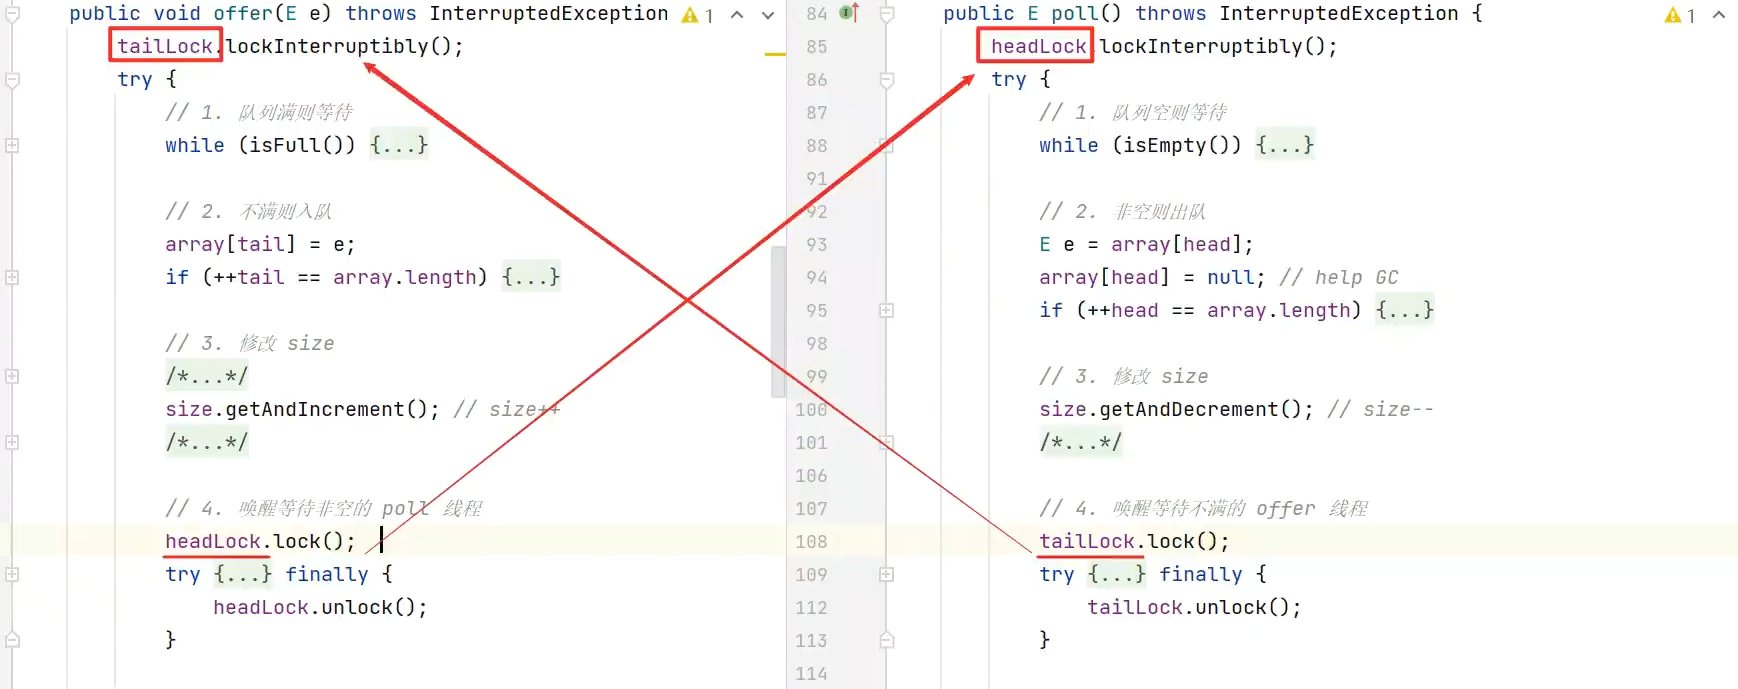 public void offer(E e) throws InterruptedException 1
tailLock.lockInterruptibly();
try {
// 1. 队列满则等待
while (isFull()) {...}
// 2. 不满则入队
array[tail] = e;
if (++tail == array.length) {...}
// 3. 修改 size
/*...*/
size.getAndIncrement(); // size++
/*...*/
// 4. 唤醒等待非空的 poll 线程
headLock.lock();
try {...} finally {
headLock.unlock();
}
84 public E poll() throws InterruptedException { 1
85 headLock.lockInterruptibly();
86 try {
87 // 1. 队列空则等待
88 while (isEmpty()) {...}
91
92 // 2. 非空则出队
93 E e = array[head];
94 array[head] = null; // help GC
95 if (++head == array.length) {...}
98
99 // 3. 修改 size
100 size.getAndDecrement(); // size--
101 /*...*/
106
107 // 4. 唤醒等待不满的 offer 线程
108 tailLock.lock();
109 try {...} finally {
112 tailLock.unlock();
113 }
114